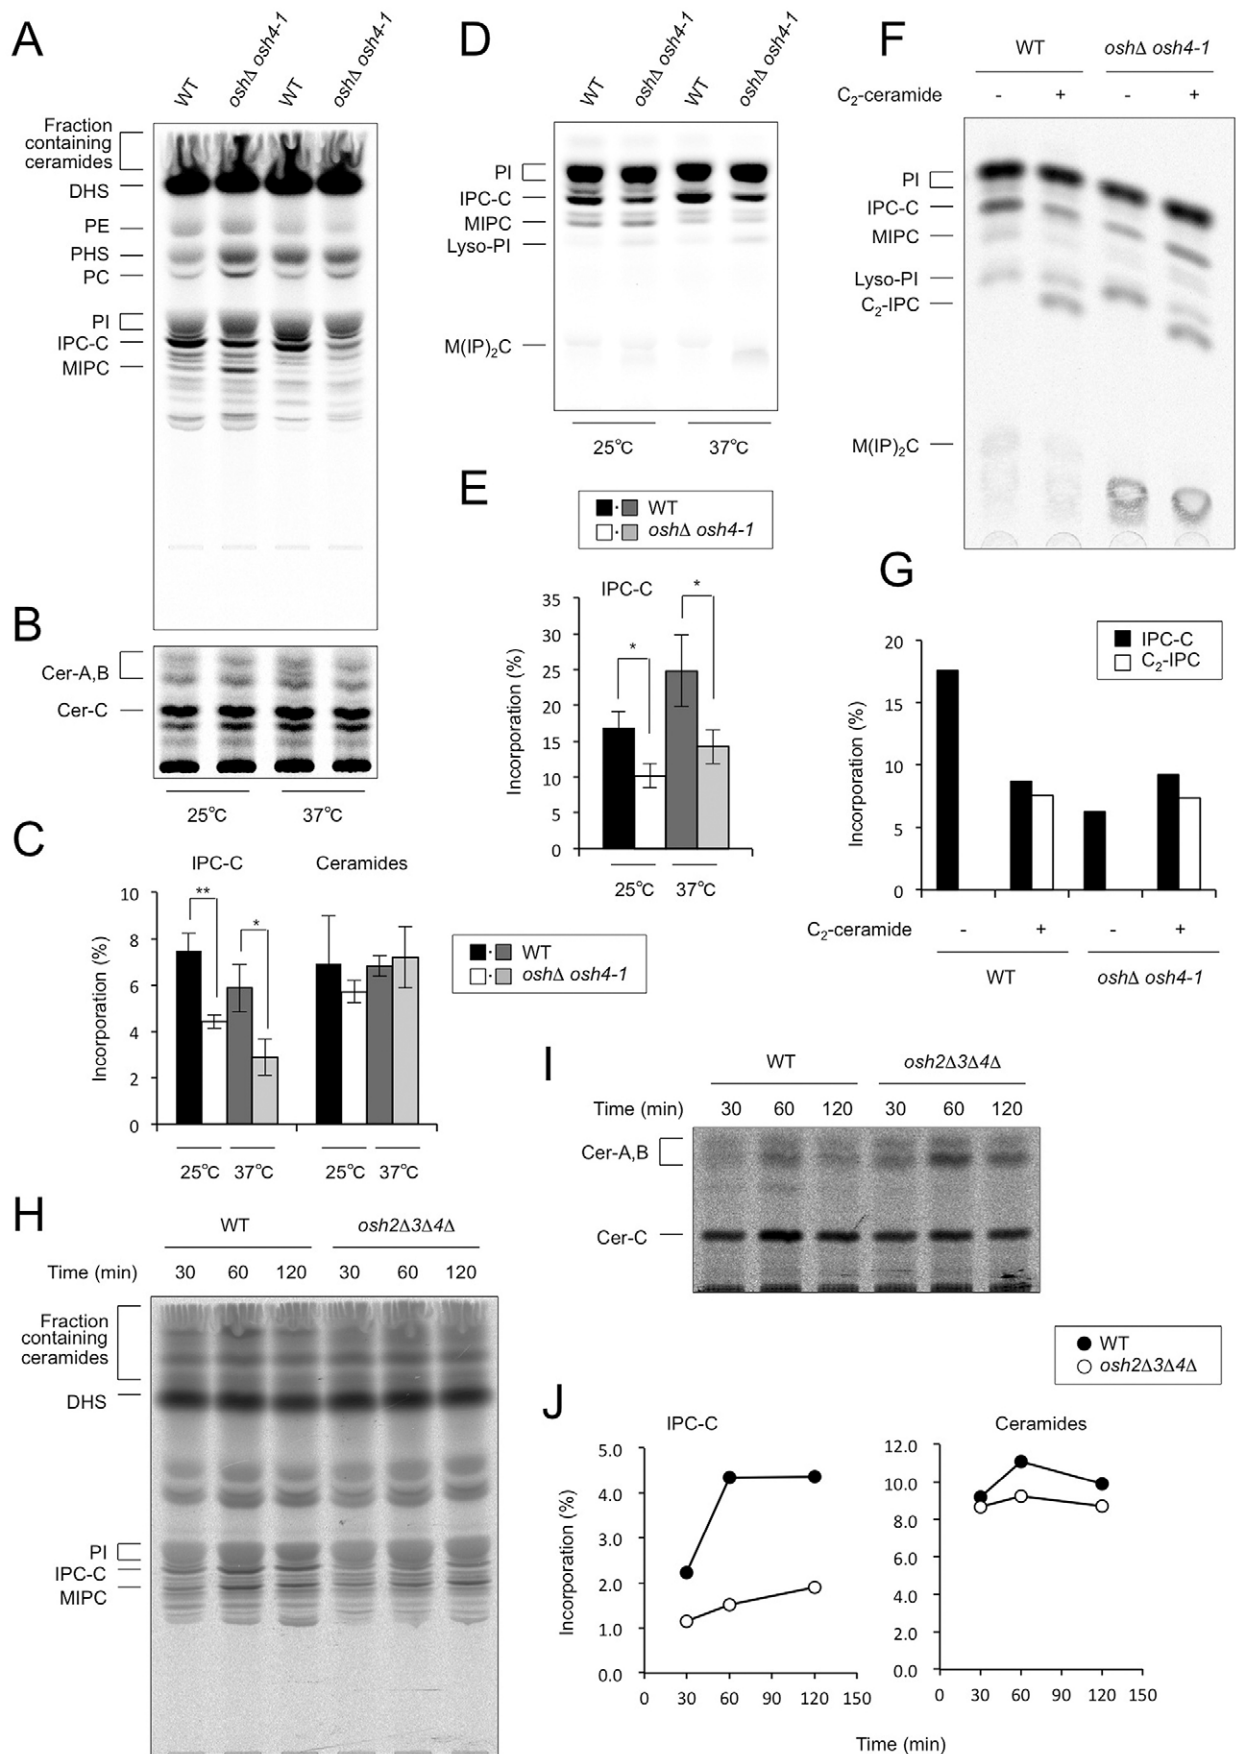 A
WT
oshΔ osh4-1
WT
oshΔ osh4-1
Fraction
containing
ceramides
DHS
PE
PHS
PC
PI
IPC-C
MIPC
B
Cer-A,B
Cer-C
25°C
37°C
C
IPC-C
Ceramides
Incorporation (%)
10
8
6
4
2
0
**
*
25°C
37°C
25°C
37°C
WT
oshΔ osh4-1
D
WT
oshΔ osh4-1
WT
oshΔ osh4-1
PI
IPC-C
MIPC
Lyso-PI
M(IP)₂C
25°C
37°C
E
WT
oshΔ osh4-1
IPC-C
Incorporation (%)
35
30
25
20
15
10
5
0
*
*
25°C
37°C
F
WT
oshΔ osh4-1
C₂-ceramide
-
+
-
+
PI
IPC-C
MIPC
Lyso-PI
C₂-IPC
M(IP)₂C
G
IPC-C
C₂-IPC
Incorporation (%)
20
15
10
5
0
C₂-ceramide
-
+
-
+
WT
oshΔ osh4-1
H
WT
osh2Δ3Δ4Δ
Time (min)
30
60
120
30
60
120
Fraction
containing
ceramides
DHS
PI
IPC-C
MIPC
I
WT
osh2Δ3Δ4Δ
Time (min)
30
60
120
30
60
120
Cer-A,B
Cer-C
WT
osh2Δ3Δ4Δ
J
IPC-C
Incorporation (%)
5.0
4.0
3.0
2.0
1.0
0.0
0
30
60
90
120
150
Ceramides
12.0
10.0
8.0
6.0
4.0
2.0
0.0
0
30
60
90
120
150
Time (min)